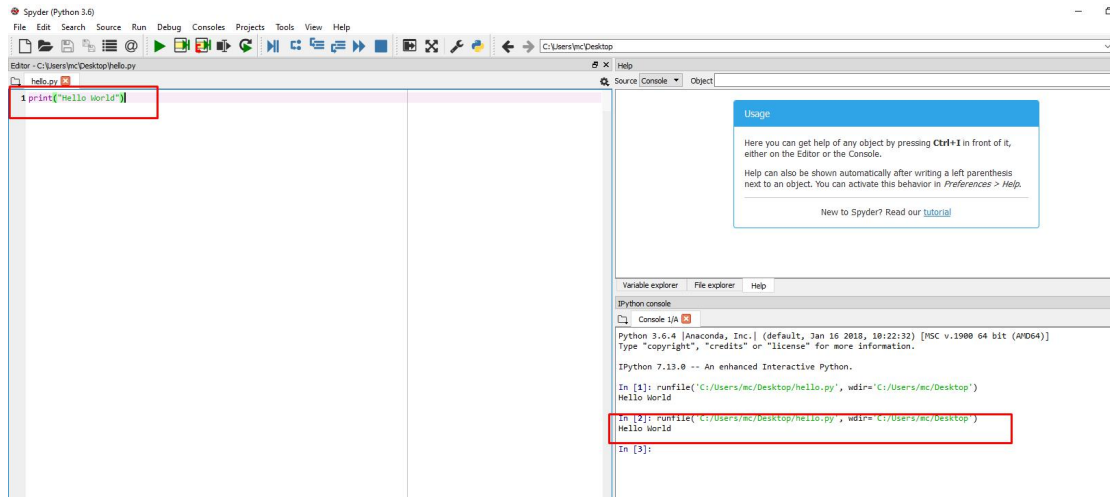 Spyder (Python 3.6)
File Edit Search Source Run Debug Consoles Projects Tools View Help
C:\Users\mc\Desktop
Editor - C:\Users\mc\Desktop\hello.py
hello.py
1 print("Hello World")
Help
Source Console Object
Usage
Here you can get help of any object by pressing Ctrl+I in front of it,
either on the Editor or the Console.
Help can also be shown automatically after writing a left parenthesis
next to an object. You can activate this behavior in Preferences > Help.
New to Spyder? Read our tutorial
Variable explorer File explorer Help
IPython console
Console 1/A
Python 3.6.4 |Anaconda, Inc.| (default, Jan 16 2018, 10:22:32) [MSC v.1900 64 bit (AMD64)]
Type "copyright", "credits" or "license" for more information.
IPython 7.13.0 -- An enhanced Interactive Python.
In [1]: runfile('C:/Users/mc/Desktop/hello.py', wdir='C:/Users/mc/Desktop')
Hello World
In [2]: runfile('C:/Users/mc/Desktop/hello.py', wdir='C:/Users/mc/Desktop')
Hello World
In [3]: